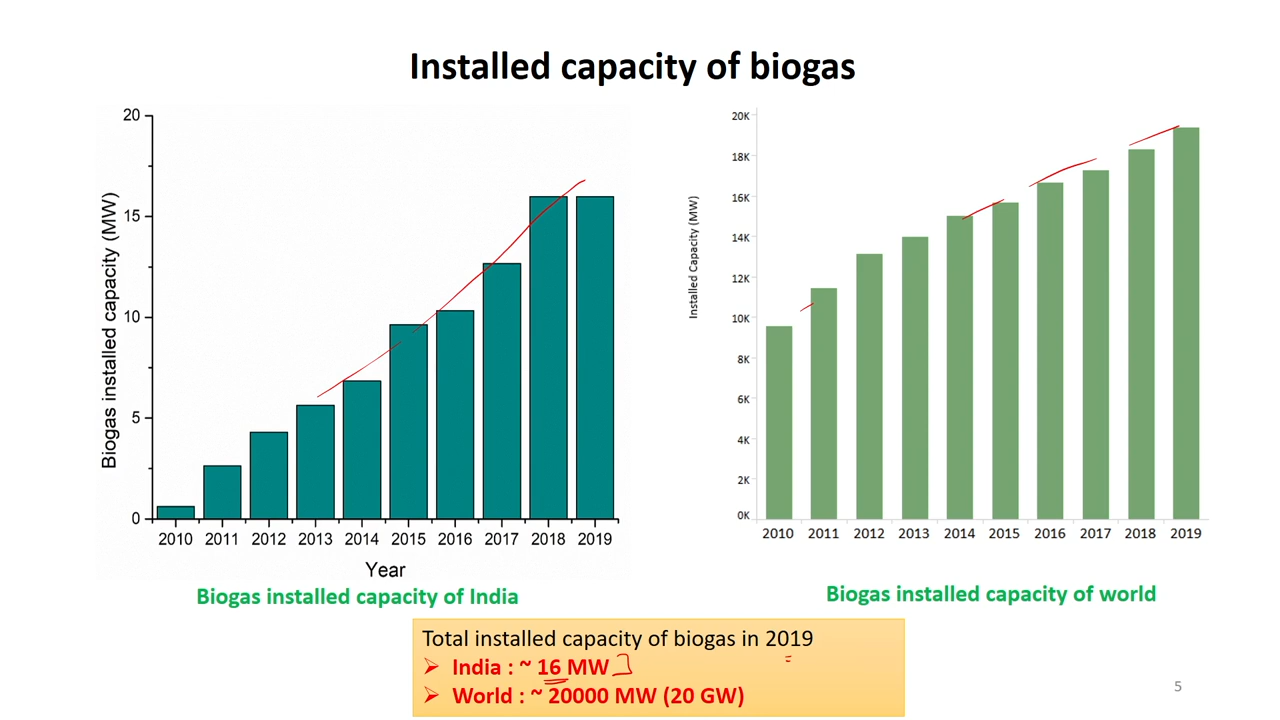 Installed capacity of biogas
Biogas installed capacity (MW)
20
15
10
5
0
2010 2011 2012 2013 2014 2015 2016 2017 2018 2019
Year
Biogas installed capacity of India
Installed Capacity (MW)
20K
18K
16K
14K
12K
10K
8K
6K
4K
2K
0K
2010 2011 2012 2013 2014 2015 2016 2017 2018 2019
Biogas installed capacity of world
Total installed capacity of biogas in 2019
➢ India : ~ 16 MW
➢ World : ~ 20000 MW (20 GW)
5